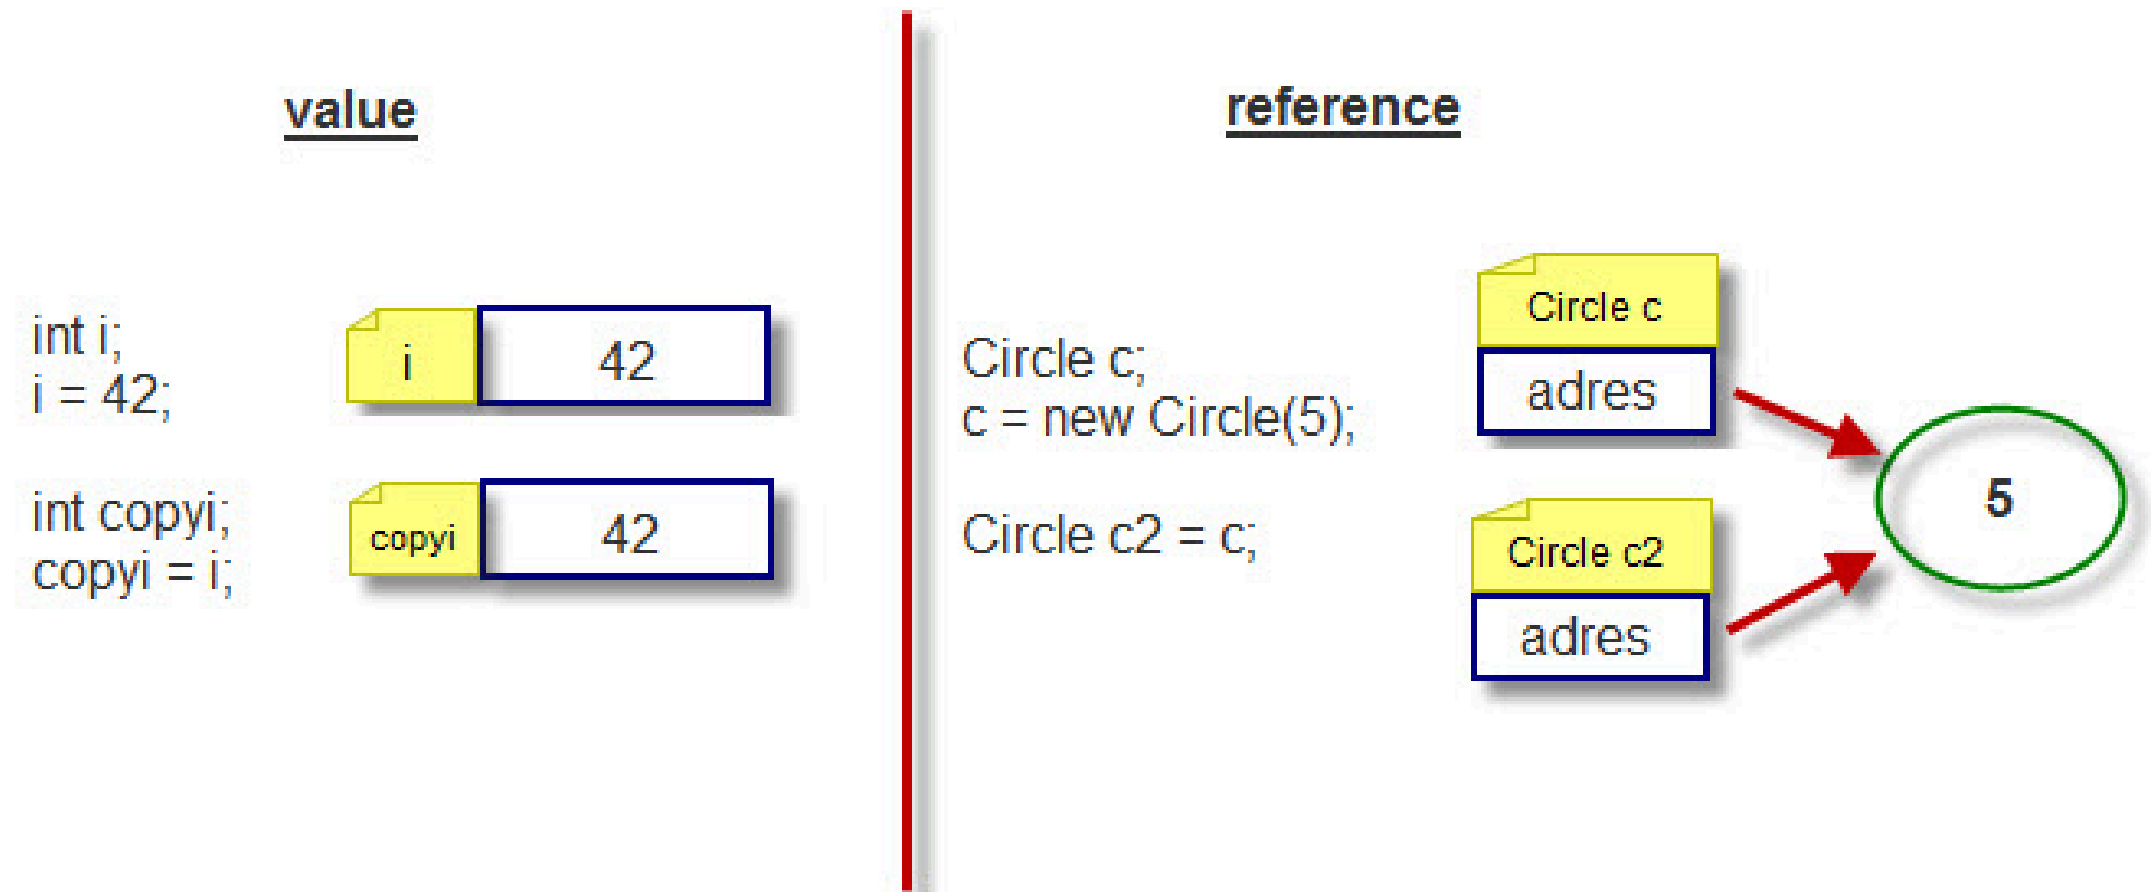 value
int i;
i = 42;
i
42
int copyi;
copyi = i;
copyi
42
reference
Circle c;
c = new Circle(5);
Circle c
adres
Circle c2 = c;
Circle c2
adres
5